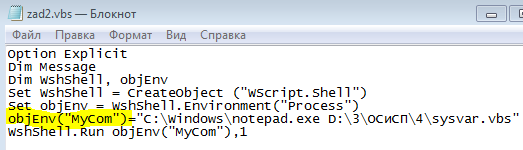 zad2.vbs — Блокнот
Файл Правка Формат Вид Справка
Option Explicit
Dim Message
Dim WshShell, objEnv
Set WshShell = CreateObject ("WScript.Shell")
Set objEnv = WshShell.Environment("Process")
objEnv("MyCom")="C:\Windows\notepad.exe D:\3\ОСиСП\4\sysvar.vbs"
WshShell.Run objEnv("MyCom"),1